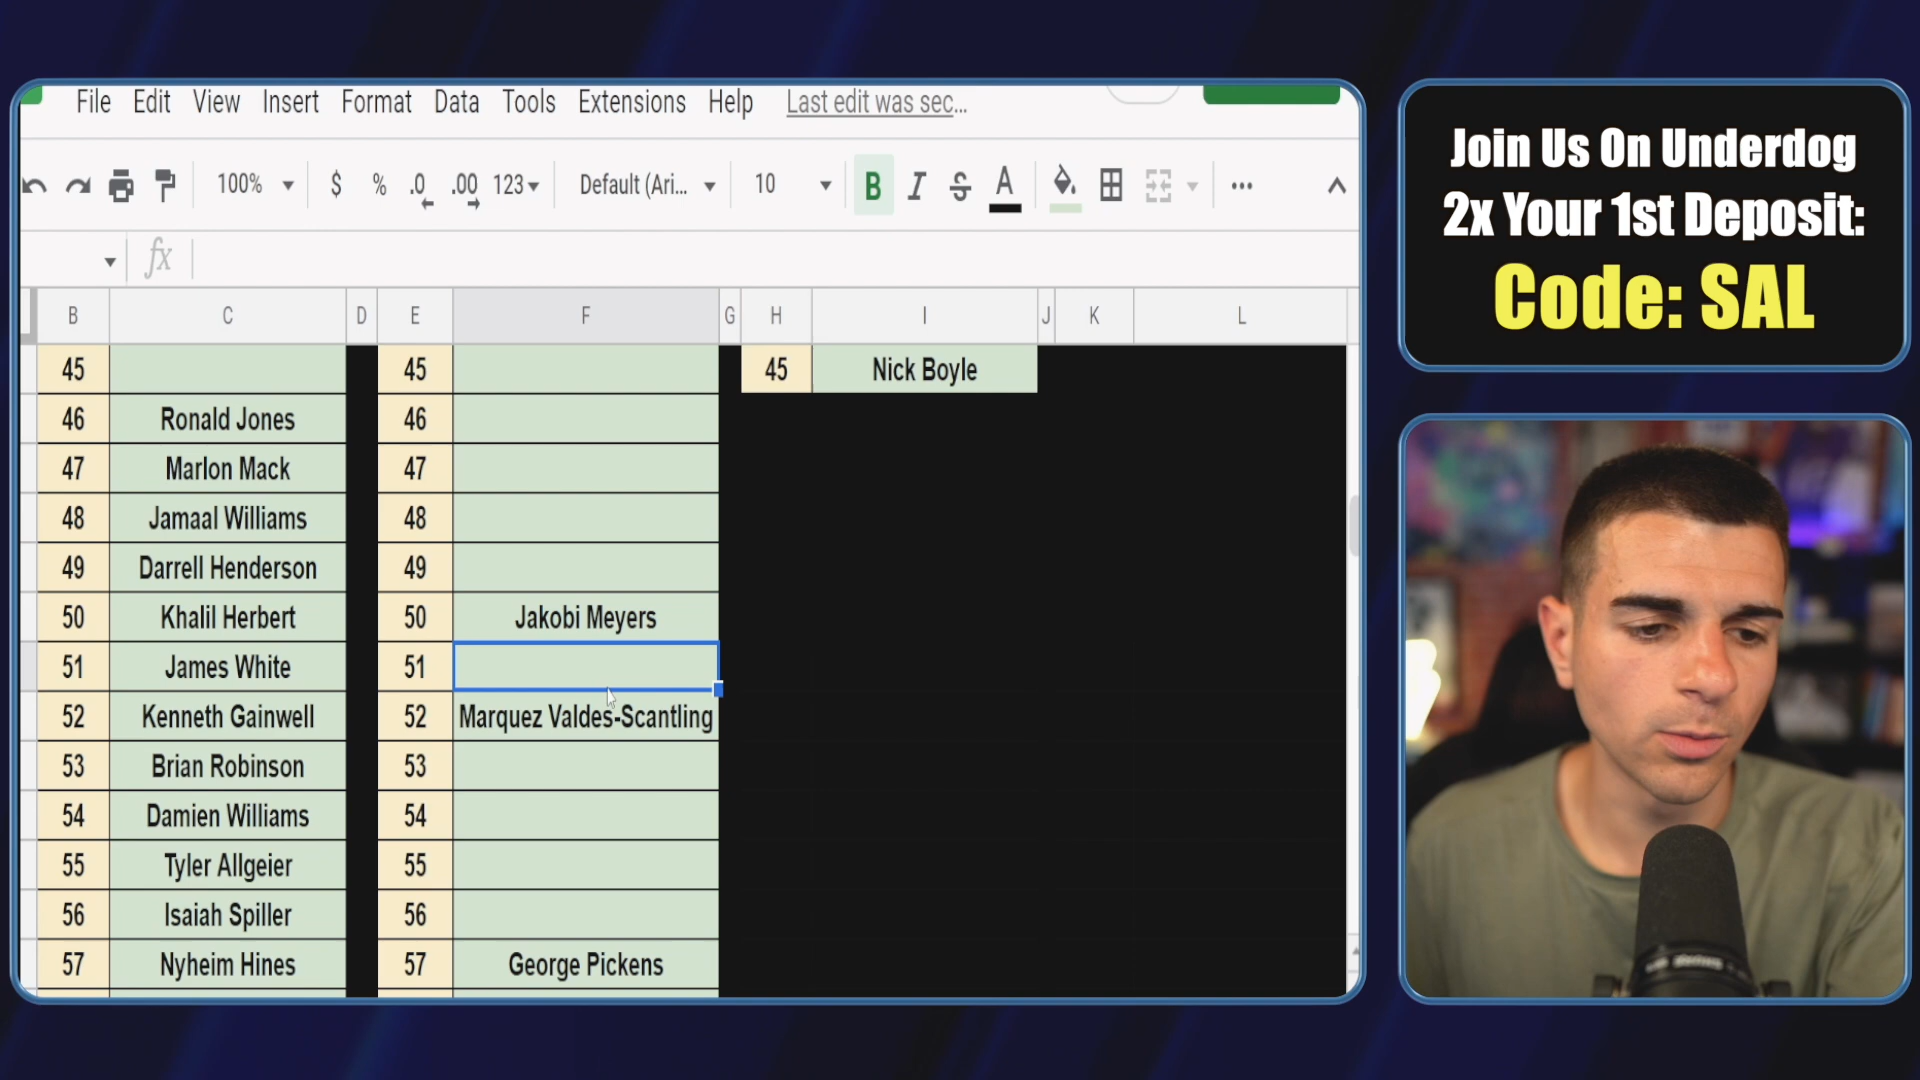 File Edit View Insert Format Data Tools Extensions Help Last edit was sec...
100% $ % .0 .00 123 Default (Ari... 10 B I S A ...
fx
B C D E F G H I J K L
45 45 45 Nick Boyle
46 Ronald Jones 46
47 Marlon Mack 47
48 Jamaal Williams 48
49 Darrell Henderson 49
50 Khalil Herbert 50 Jakobi Meyers
51 James White 51
52 Kenneth Gainwell 52 Marquez Valdes-Scantling
53 Brian Robinson 53
54 Damien Williams 54
55 Tyler Allgeier 55
56 Isaiah Spiller 56
57 Nyheim Hines 57 George Pickens
Join Us On Underdog
2x Your 1st Deposit:
Code: SAL